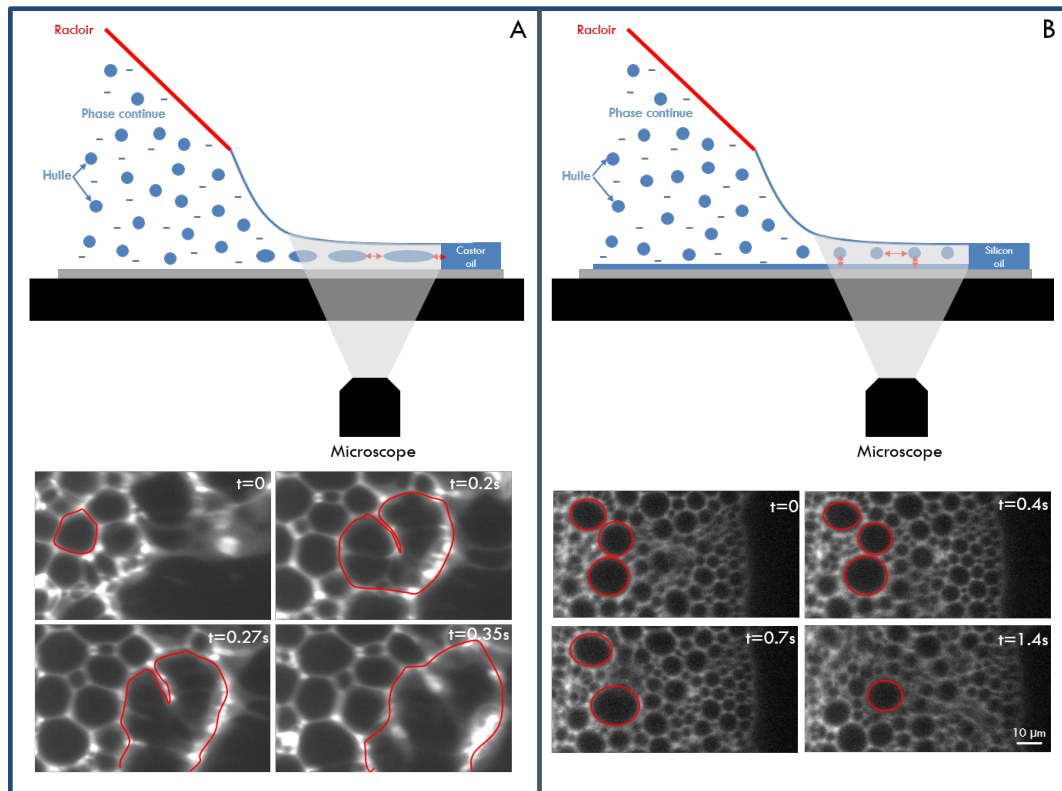 A
Racloir
Phase continue
Huile
Castor
oil
Microscope
t=0
t=0.2s
t=0.27s
t=0.35s
B
Racloir
Phase continue
Huile
Silicon
oil
Microscope
t=0
t=0.4s
t=0.7s
t=1.4s
10 µm